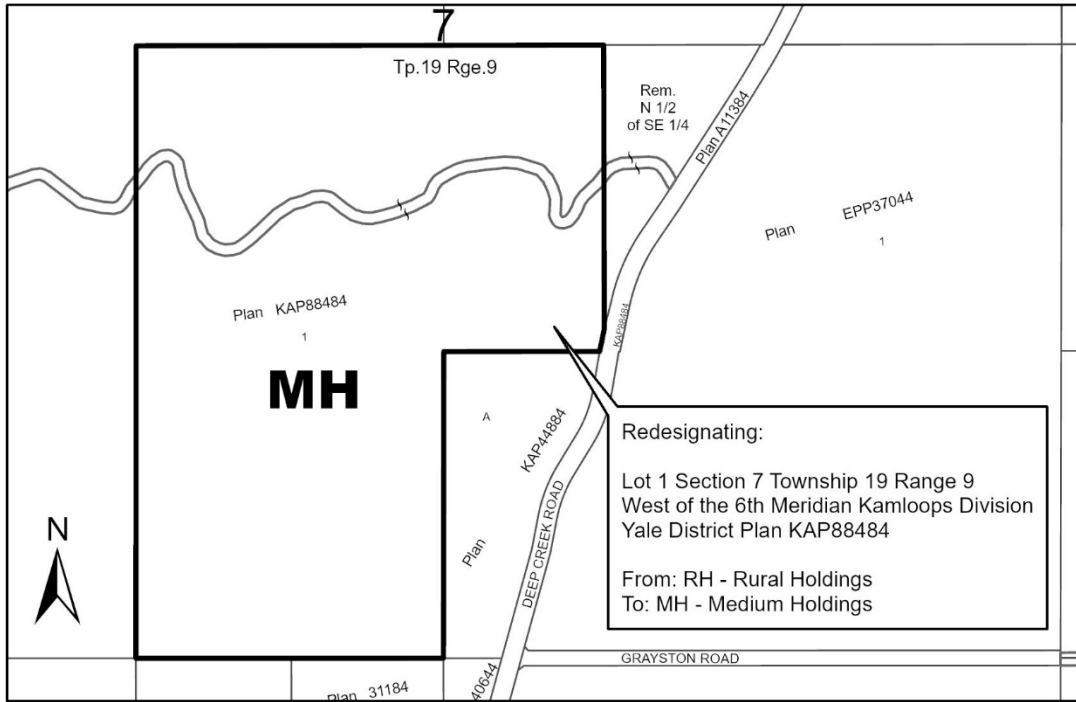 7
Tp.19 Rge.9
Rem.
N 1/2
of SE 1/4
Plan A11384
Plan EPP37044
1
Plan KAP88484
1
MH
KAP88484
A
Plan KAP44884
DEEP CREEK ROAD
Redesignating:
Lot 1 Section 7 Township 19 Range 9
West of the 6th Meridian Kamloops Division
Yale District Plan KAP88484
From: RH - Rural Holdings
To: MH - Medium Holdings
N
GRAYSTON ROAD
Plan 31184
40644